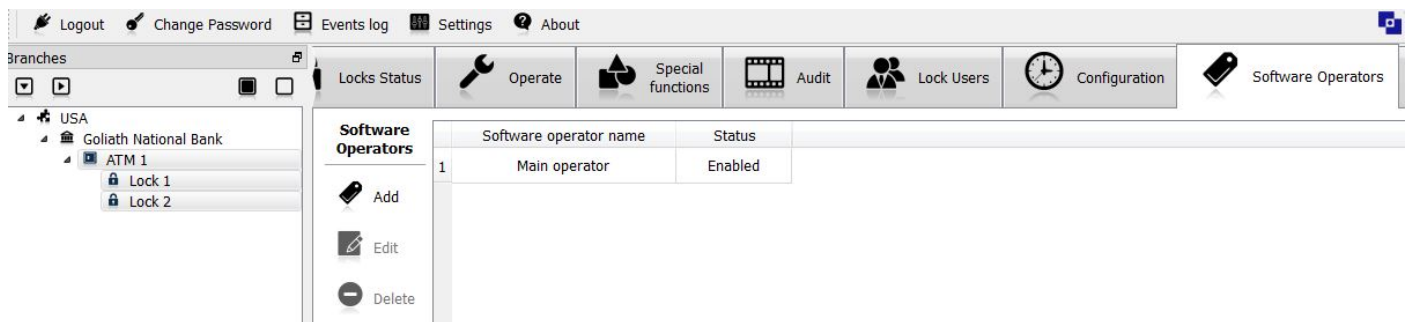 Logout Change Password Events log Settings About
Branches
Locks Status Operate Special functions Audit Lock Users Configuration Software Operators
USA
Goliath National Bank
ATM 1
Lock 1
Lock 2
Software
Operators
Add
Edit
Delete
Software operator name Status
1 Main operator Enabled